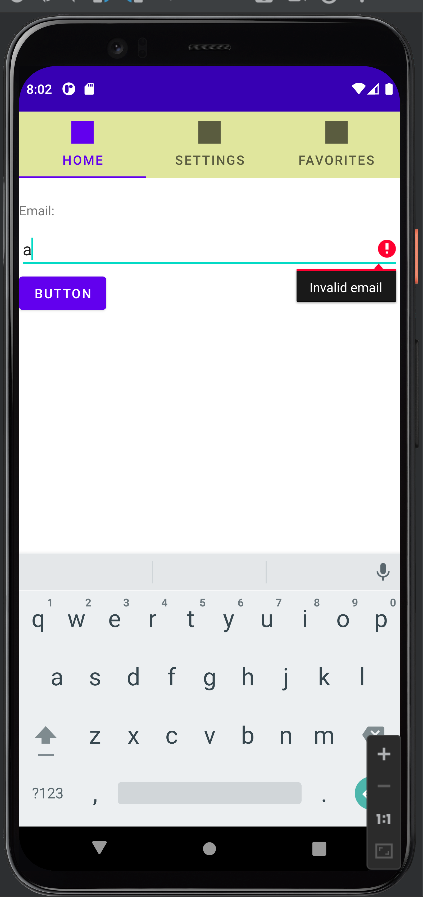 8:02
HOME SETTINGS FAVORITES
Email:
a
Invalid email
BUTTON
1 2 3 4 5 6 7 8 9 0
q w e r t y u i o p
a s d f g h j k l
z x c v b n m
?123 , .
1:1